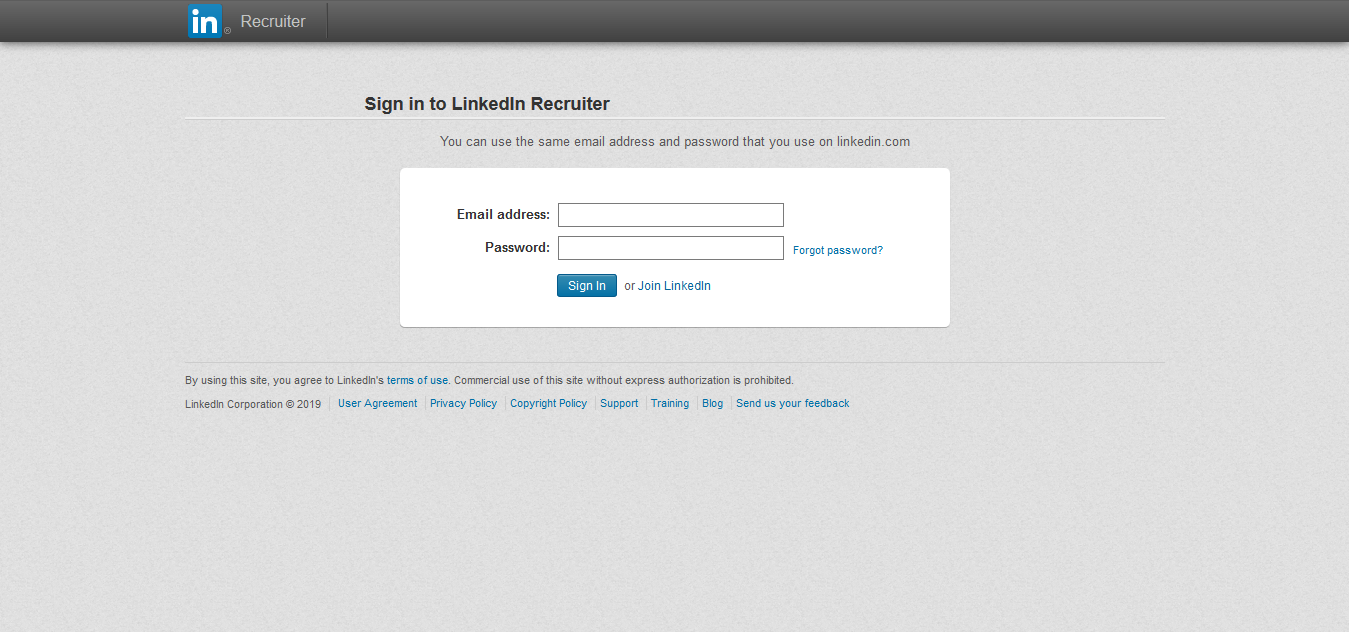 in® Recruiter
Sign in to LinkedIn Recruiter
You can use the same email address and password that you use on linkedin.com
Email address:
Password: Forgot password?
Sign In or Join LinkedIn
By using this site, you agree to LinkedIn's terms of use. Commercial use of this site without express authorization is prohibited.
LinkedIn Corporation © 2019 User Agreement Privacy Policy Copyright Policy Support Training Blog Send us your feedback